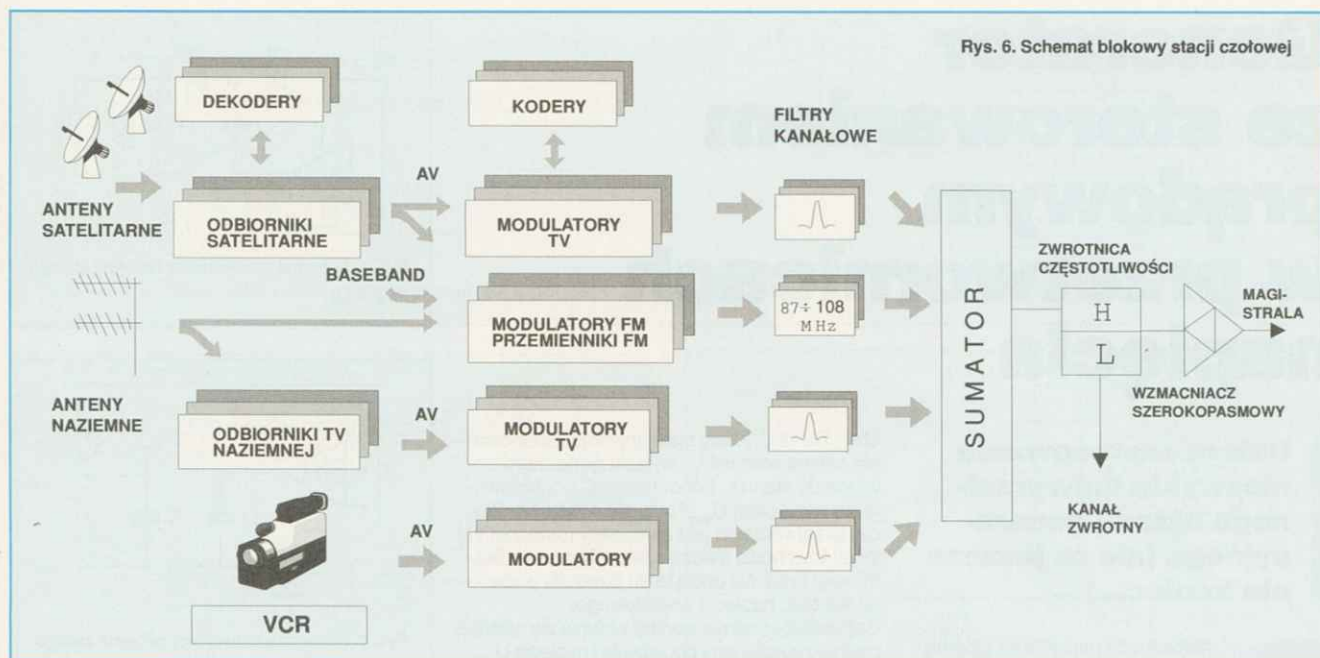 Rys. 6. Schemat blokowy stacji czołowej
DEKODERY
KODERY
FILTRY
KANAŁOWE
AV
ANTENY
SATELITARNE
ODBIORNIKI
SATELITARNE
MODULATORY
TV
BASEBAND
MODULATORY FM
PRZEMIENNIKI FM
87÷108
MHz
SUMATOR
ZWROTNICA
CZĘSTOTLIWOŚCI
H
L
MAGI-
STRALA
WZMACNIACZ
SZEROKOPASMOWY
KANAŁ
ZWROTNY
ANTENY
NAZIEMNE
ODBIORNIKI TV
NAZIEMNEJ
AV
MODULATORY
TV
AV
MODULATORY
VCR